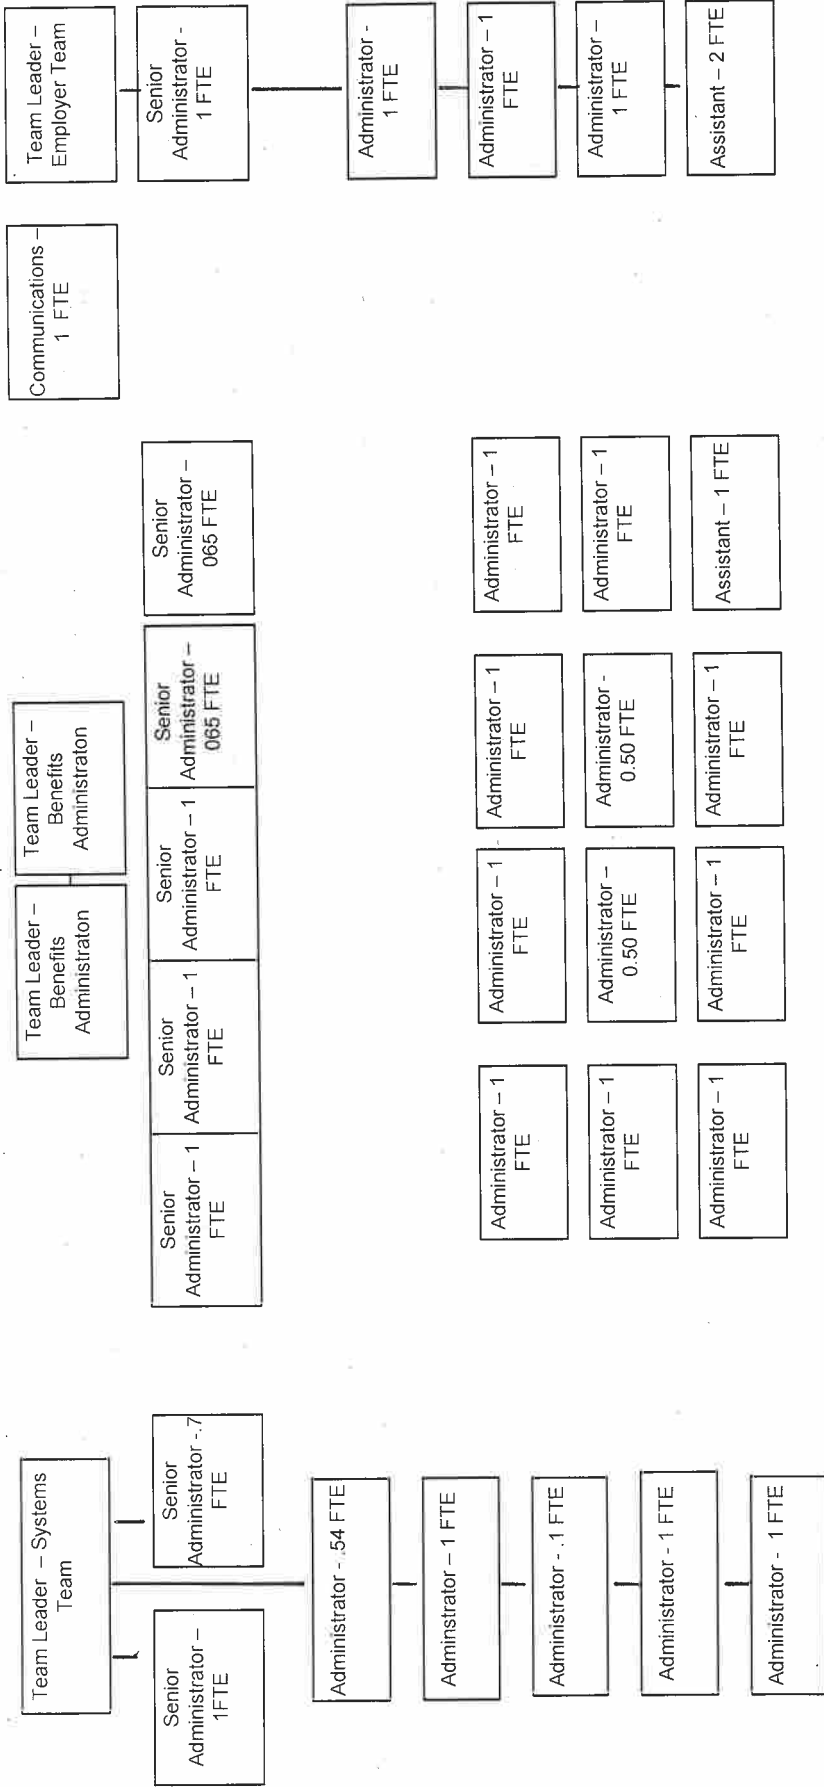 Team Leader – Systems
Team
Senior
Administrator –
1FTE
Senior
Administrator -.7
FTE
Administrator - .54 FTE
Adminstrator – 1 FTE
Administrator - .1 FTE
Administrator - 1 FTE
Administrator - 1 FTE
Team Leader –
Benefits
Administraton
Team Leader –
Benefits
Administraton
Senior
Administrator – 1
FTE
Senior
Administrator – 1
FTE
Senior
Administrator – 1
FTE
Senior
Administrator –
065 FTE
Senior
Administrator –
065 FTE
Administrator – 1
FTE
Administrator – 1
FTE
Administrator – 1
FTE
Administrator – 1
FTE
Administrator – 1
FTE
Administrator –
0.50 FTE
Administrator -
0.50 FTE
Administrator – 1
FTE
Administrator – 1
FTE
Administrator – 1
FTE
Administrator – 1
FTE
Assistant – 1 FTE
Communications –
1 FTE
Team Leader –
Employer Team
Senior
Administrator -
1 FTE
Administrator -
1 FTE
Administrator – 1
FTE
Administrator –
1 FTE
Assistant – 2 FTE